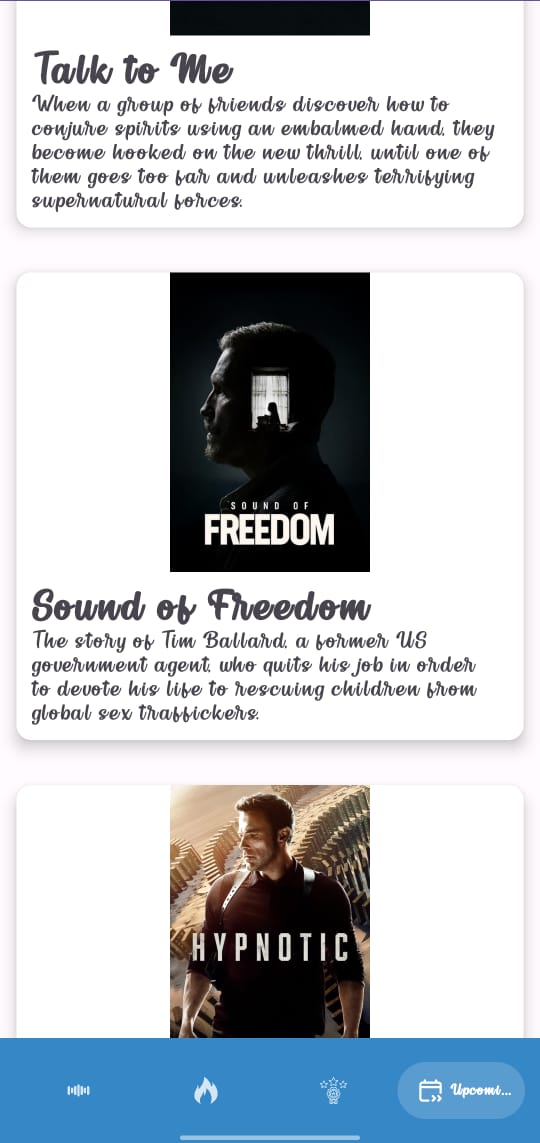 Talk to Me
When a group of friends discover how to
conjure spirits using an embalmed hand, they
become hooked on the new thrill, until one of
them goes too far and unleashes terrifying
supernatural forces.
SOUND OF
FREEDOM
Sound of Freedom
The story of Tim Ballard, a former US
government agent, who quits his job in order
to devote his life to rescuing children from
global sex traffickers.
HYPNOTIC
Upcomi...